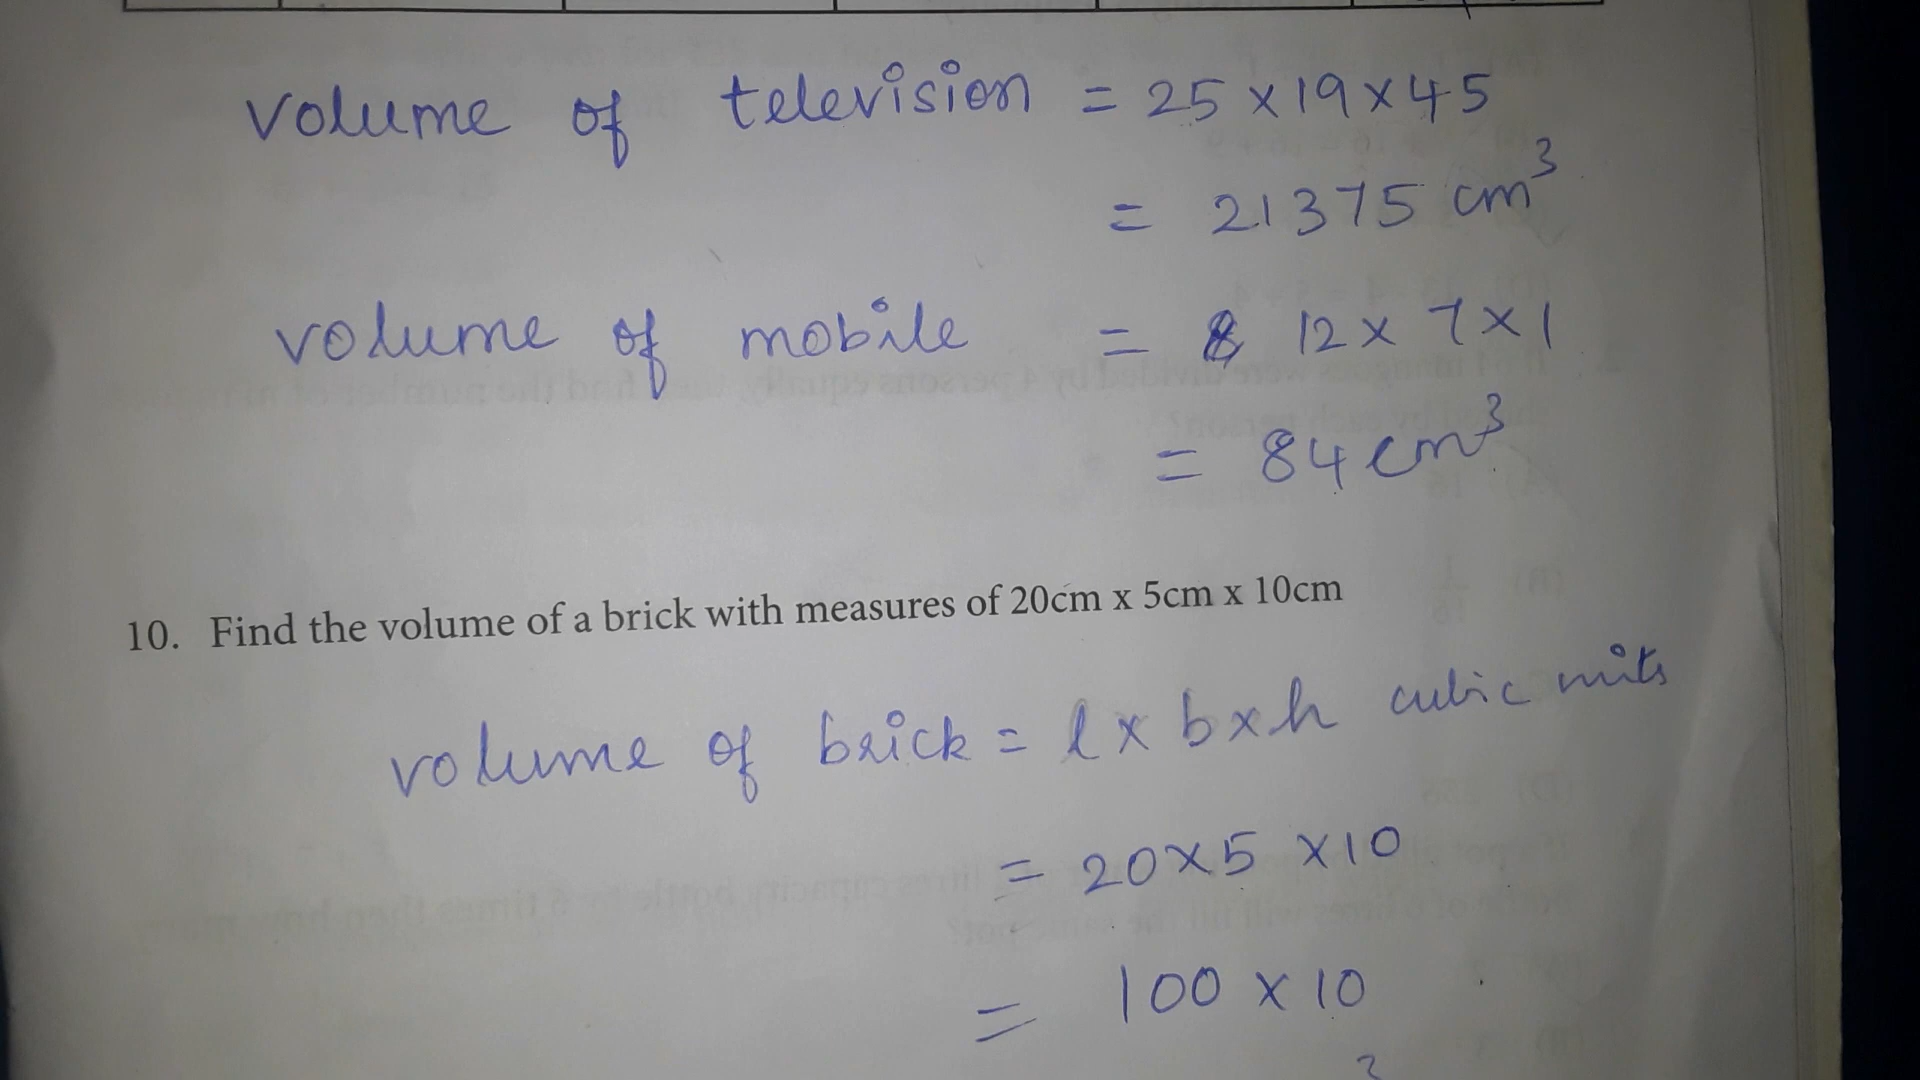 volume of television = 25 x 19 x 45
= 21375 cm³
volume of mobile = 12 x 7 x 1
= 84 cm³
10. Find the volume of a brick with measures of 20cm x 5cm x 10cm
volume of brick = l x b x h cubic units
= 20 x 5 x 10
= 100 x 10